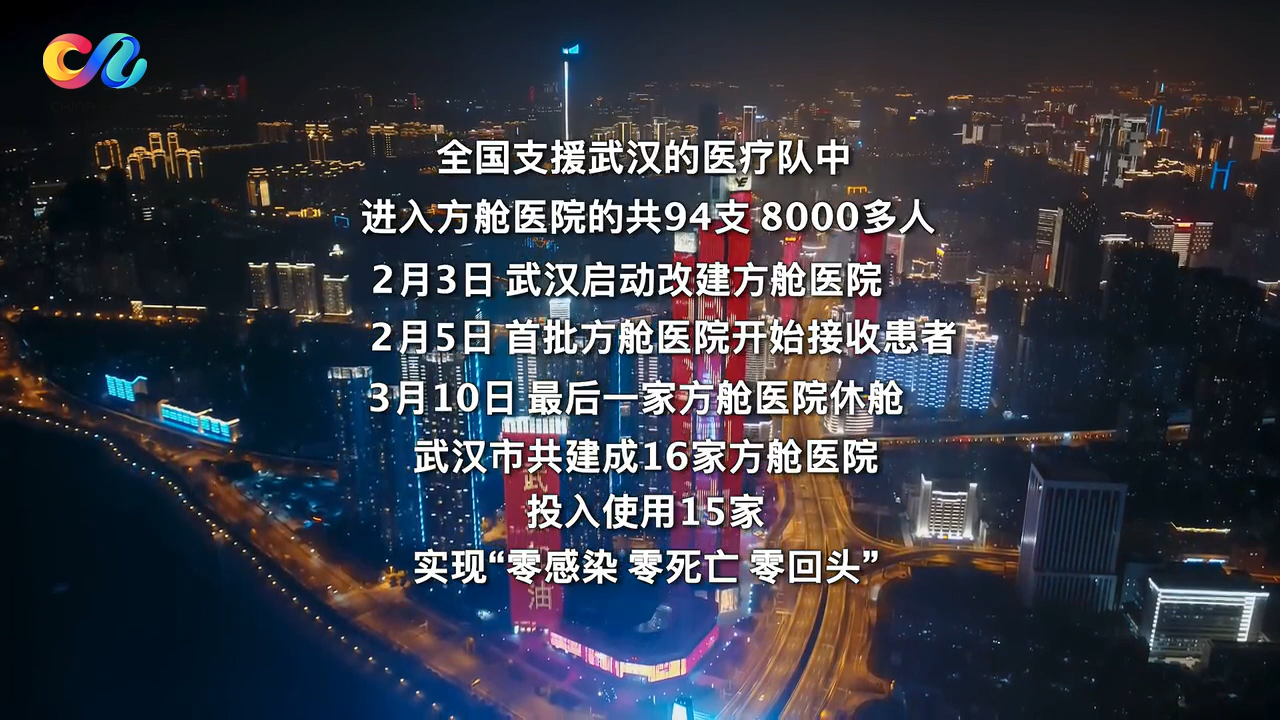 全国支援武汉的医疗队中
进入方舱医院的共94支 8000多人
2月3日 武汉启动改建方舱医院
2月5日 首批方舱医院开始接收患者
3月10日 最后一家方舱医院休舱
武汉市共建成16家方舱医院
投入使用15家
实现“零感染 零死亡 零回头”